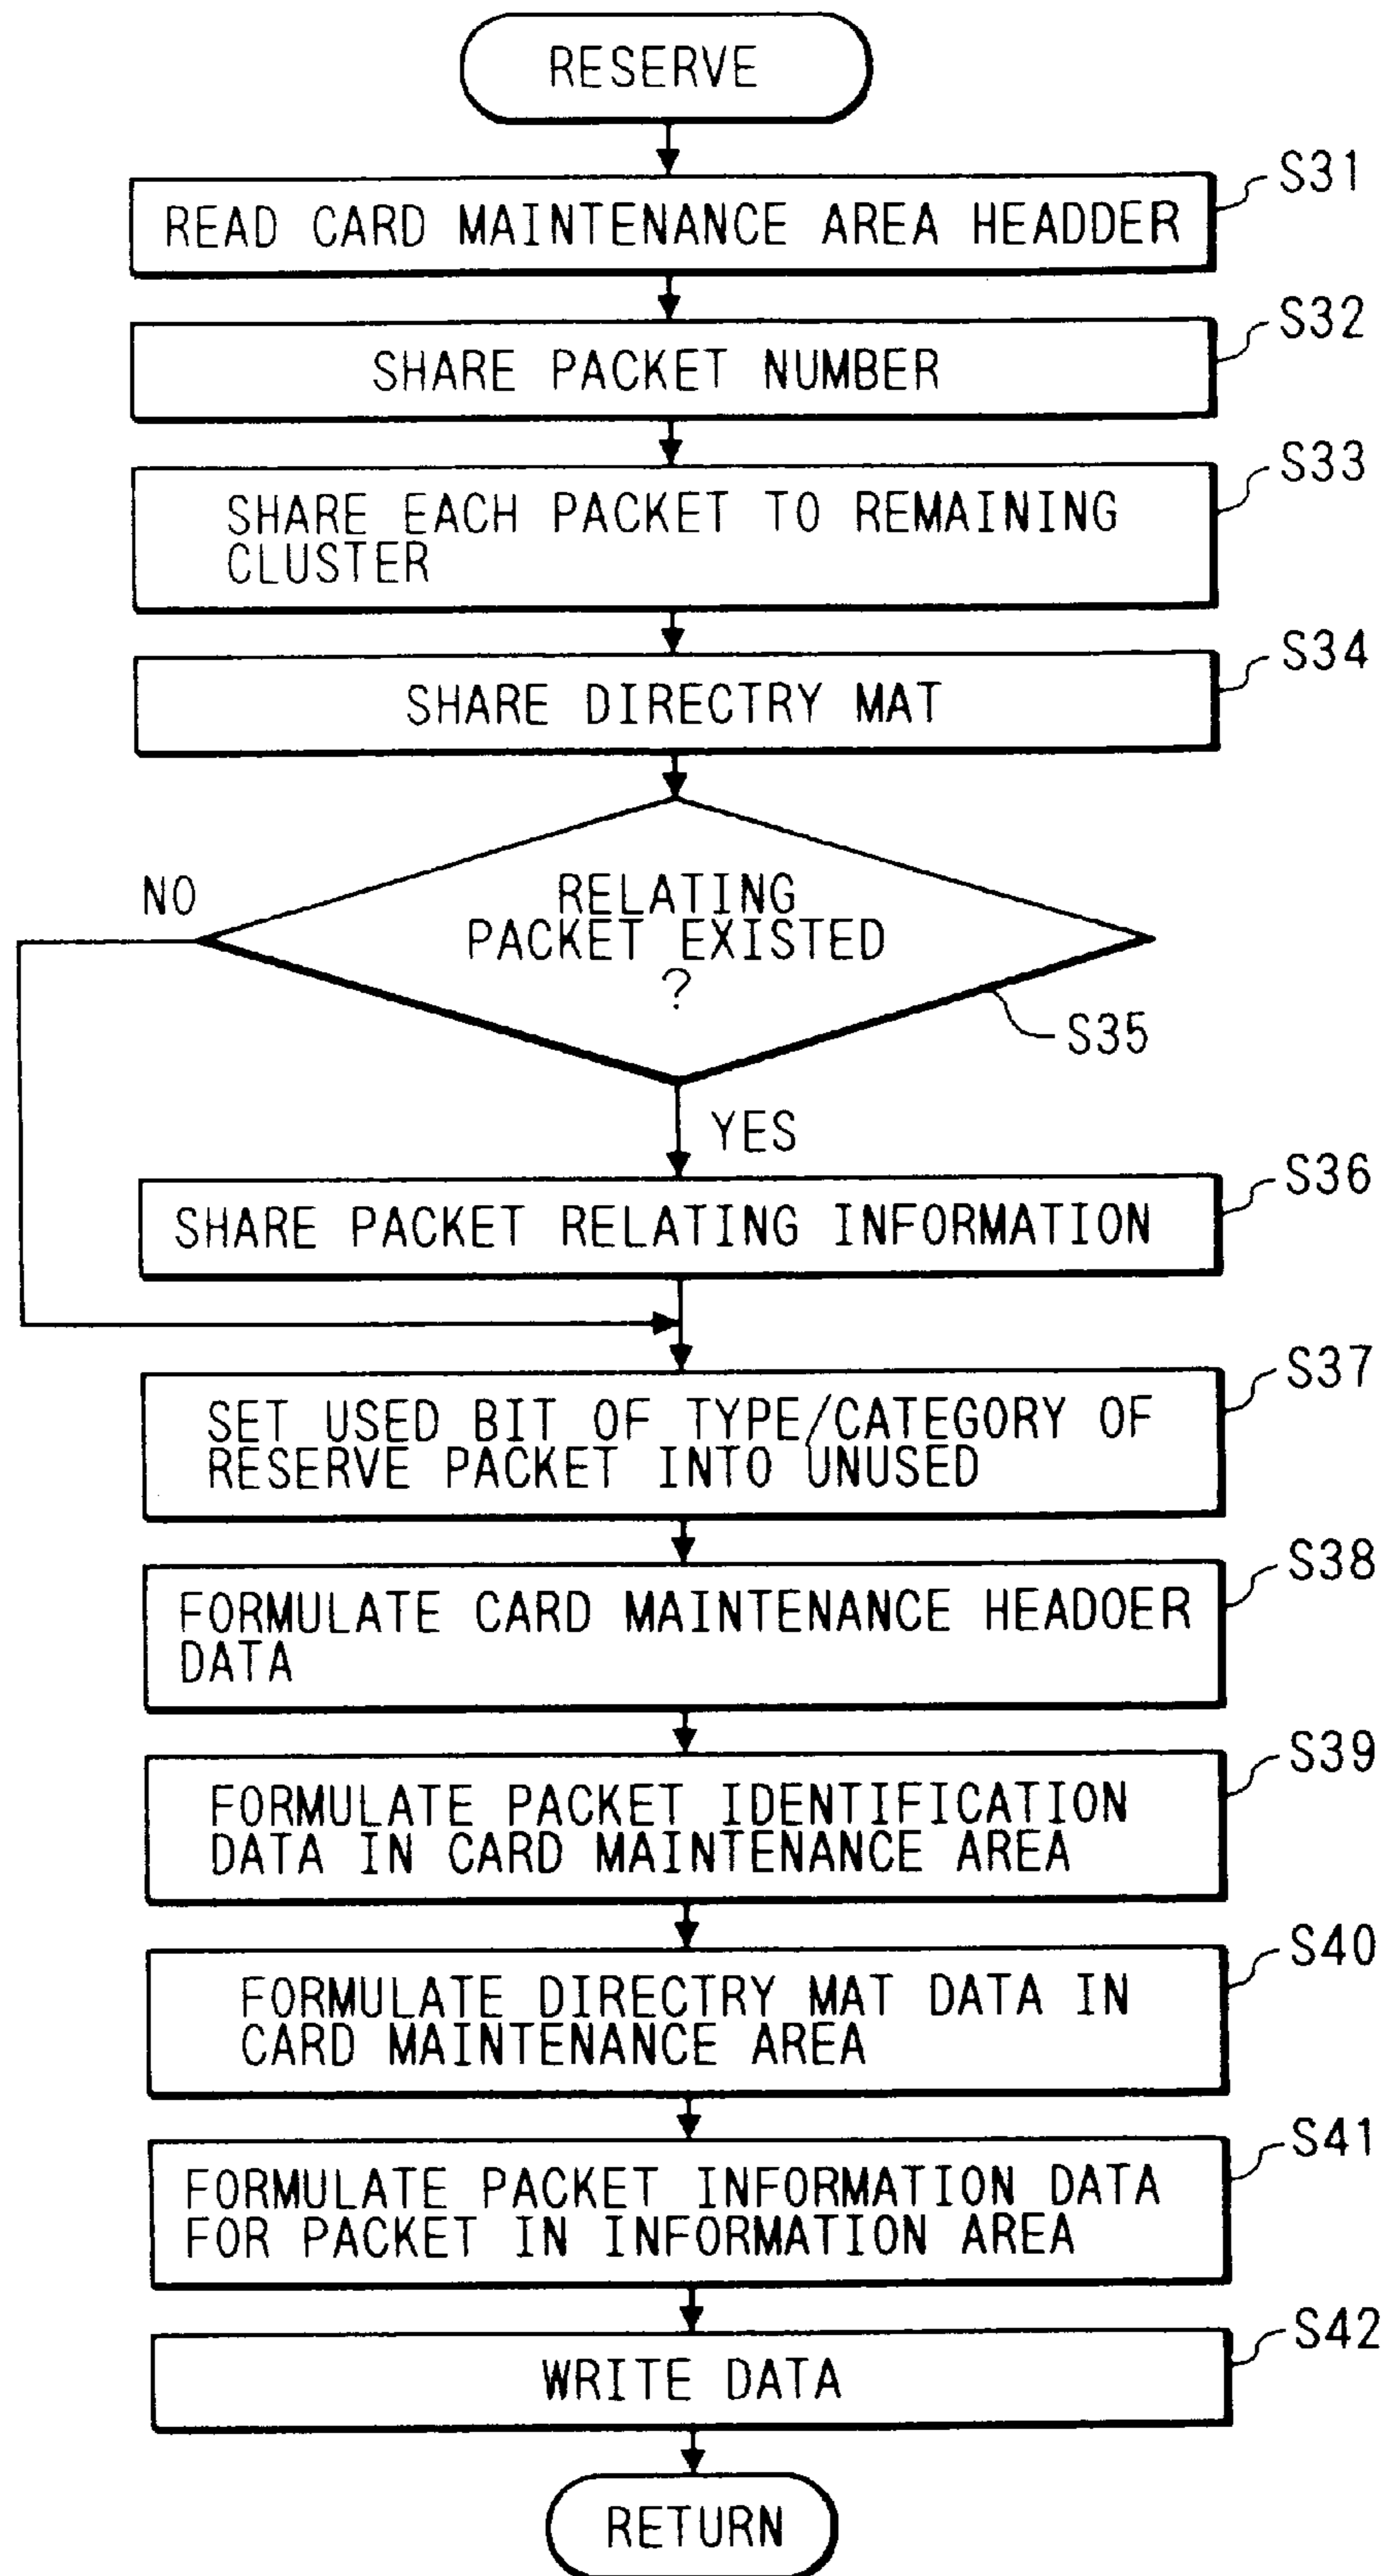 RESERVE
S31
READ CARD MAINTENANCE AREA HEADDER
S32
SHARE PACKET NUMBER
S33
SHARE EACH PACKET TO REMAINING
CLUSTER
S34
SHARE DIRECTRY MAT
NO
RELATING
PACKET EXISTED
?
S35
YES
S36
SHARE PACKET RELATING INFORMATION
S37
SET USED BIT OF TYPE/CATEGORY OF
RESERVE PACKET INTO UNUSED
S38
FORMULATE CARD MAINTENANCE HEADOER
DATA
S39
FORMULATE PACKET IDENTIFICATION
DATA IN CARD MAINTENANCE AREA
S40
FORMULATE DIRECTRY MAT DATA IN
CARD MAINTENANCE AREA
S41
FORMULATE PACKET INFORMATION DATA
FOR PACKET IN INFORMATION AREA
S42
WRITE DATA
RETURN